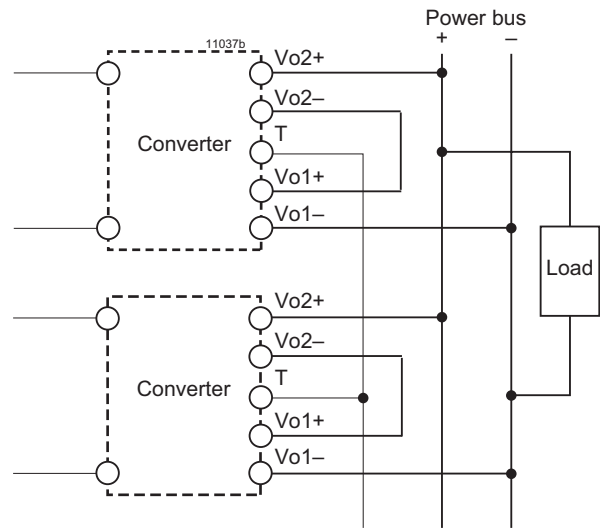 Power bus
+ –
11037b
Vo2+
Vo2–
T
Converter
Vo1+
Vo1–
Load
Vo2+
Vo2–
T
Converter
Vo1+
Vo1–